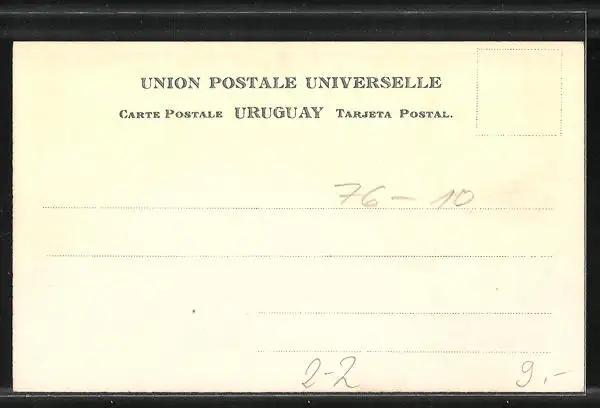 UNION POSTALE UNIVERSELLE
CARTE POSTALE URUGUAY TARJETA POSTAL.
76 - 10
2-2 9.-